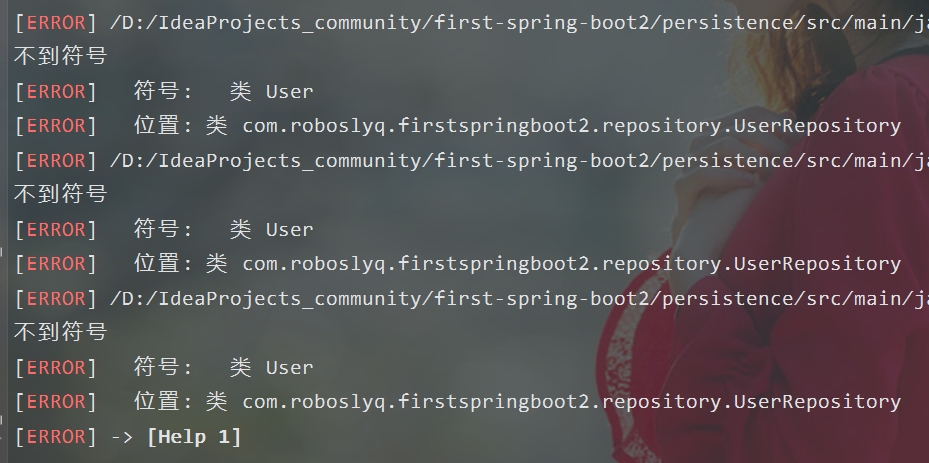 [ERROR] /D:/IdeaProjects_community/first-spring-boot2/persistence/src/main/ja
不到符号
[ERROR]   符号:   类 User
[ERROR]   位置: 类 com.roboslyq.firstspringboot2.repository.UserRepository
[ERROR] /D:/IdeaProjects_community/first-spring-boot2/persistence/src/main/ja
不到符号
[ERROR]   符号:   类 User
[ERROR]   位置: 类 com.roboslyq.firstspringboot2.repository.UserRepository
[ERROR] /D:/IdeaProjects_community/first-spring-boot2/persistence/src/main/ja
不到符号
[ERROR]   符号:   类 User
[ERROR]   位置: 类 com.roboslyq.firstspringboot2.repository.UserRepository
[ERROR] -> [Help 1]